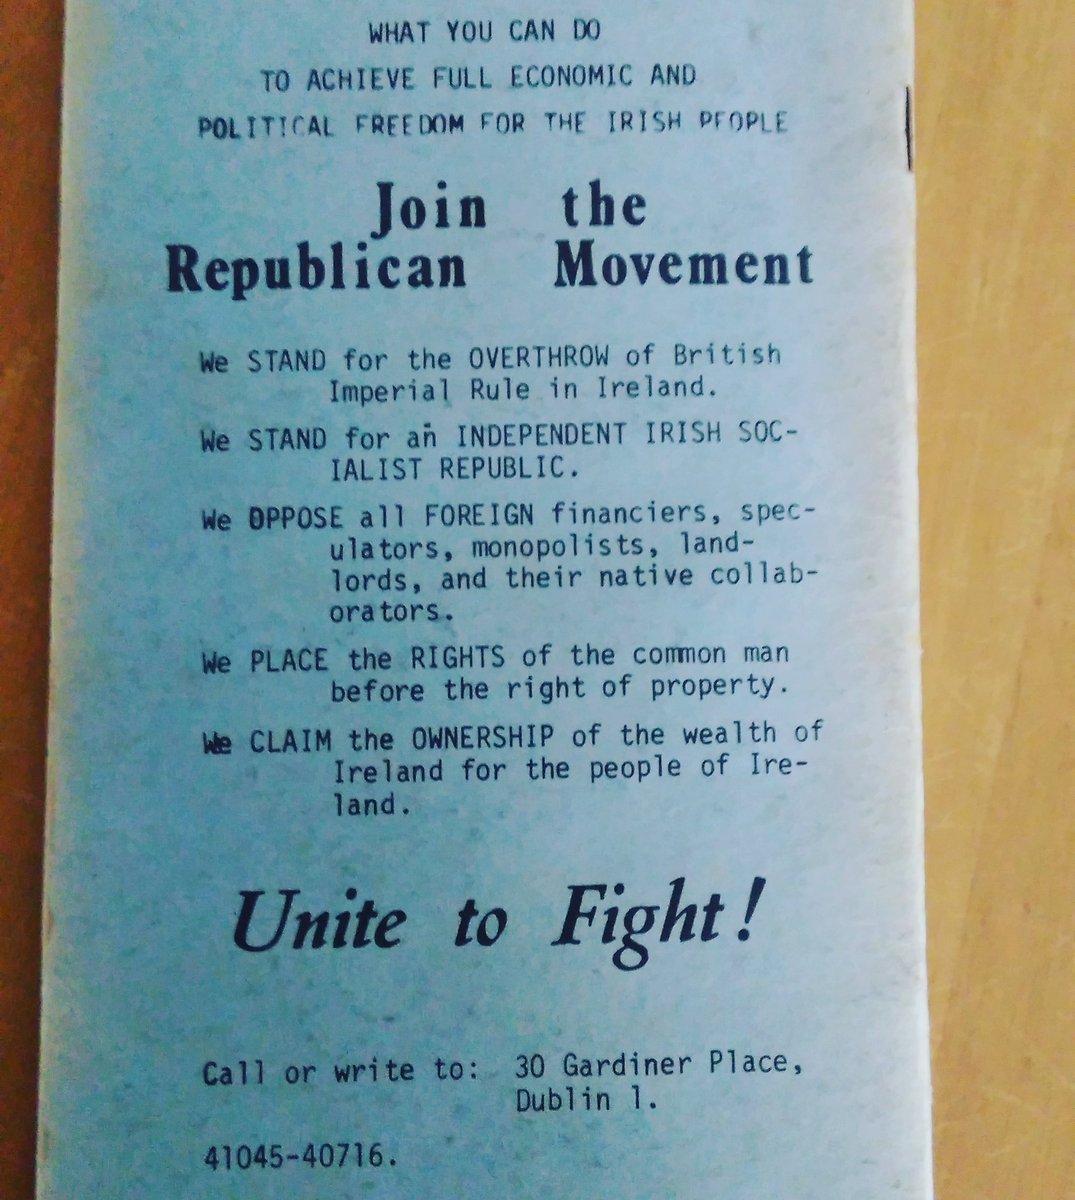 WHAT YOU CAN DO
TO ACHIEVE FULL ECONOMIC AND
POLITICAL FREEDOM FOR THE IRISH PEOPLE
Join the
Republican Movement
We STAND for the OVERTHROW of British
Imperial Rule in Ireland.
We STAND for an INDEPENDENT IRISH SOC-
IALIST REPUBLIC.
We OPPOSE all FOREIGN financiers, spec-
ulators, monopolists, land-
lords, and their native collab-
orators.
We PLACE the RIGHTS of the common man
before the right of property.
We CLAIM the OWNERSHIP of the wealth of
Ireland for the people of Ire-
land.
Unite to Fight!
Call or write to: 30 Gardiner Place,
Dublin 1.
41045-40716.